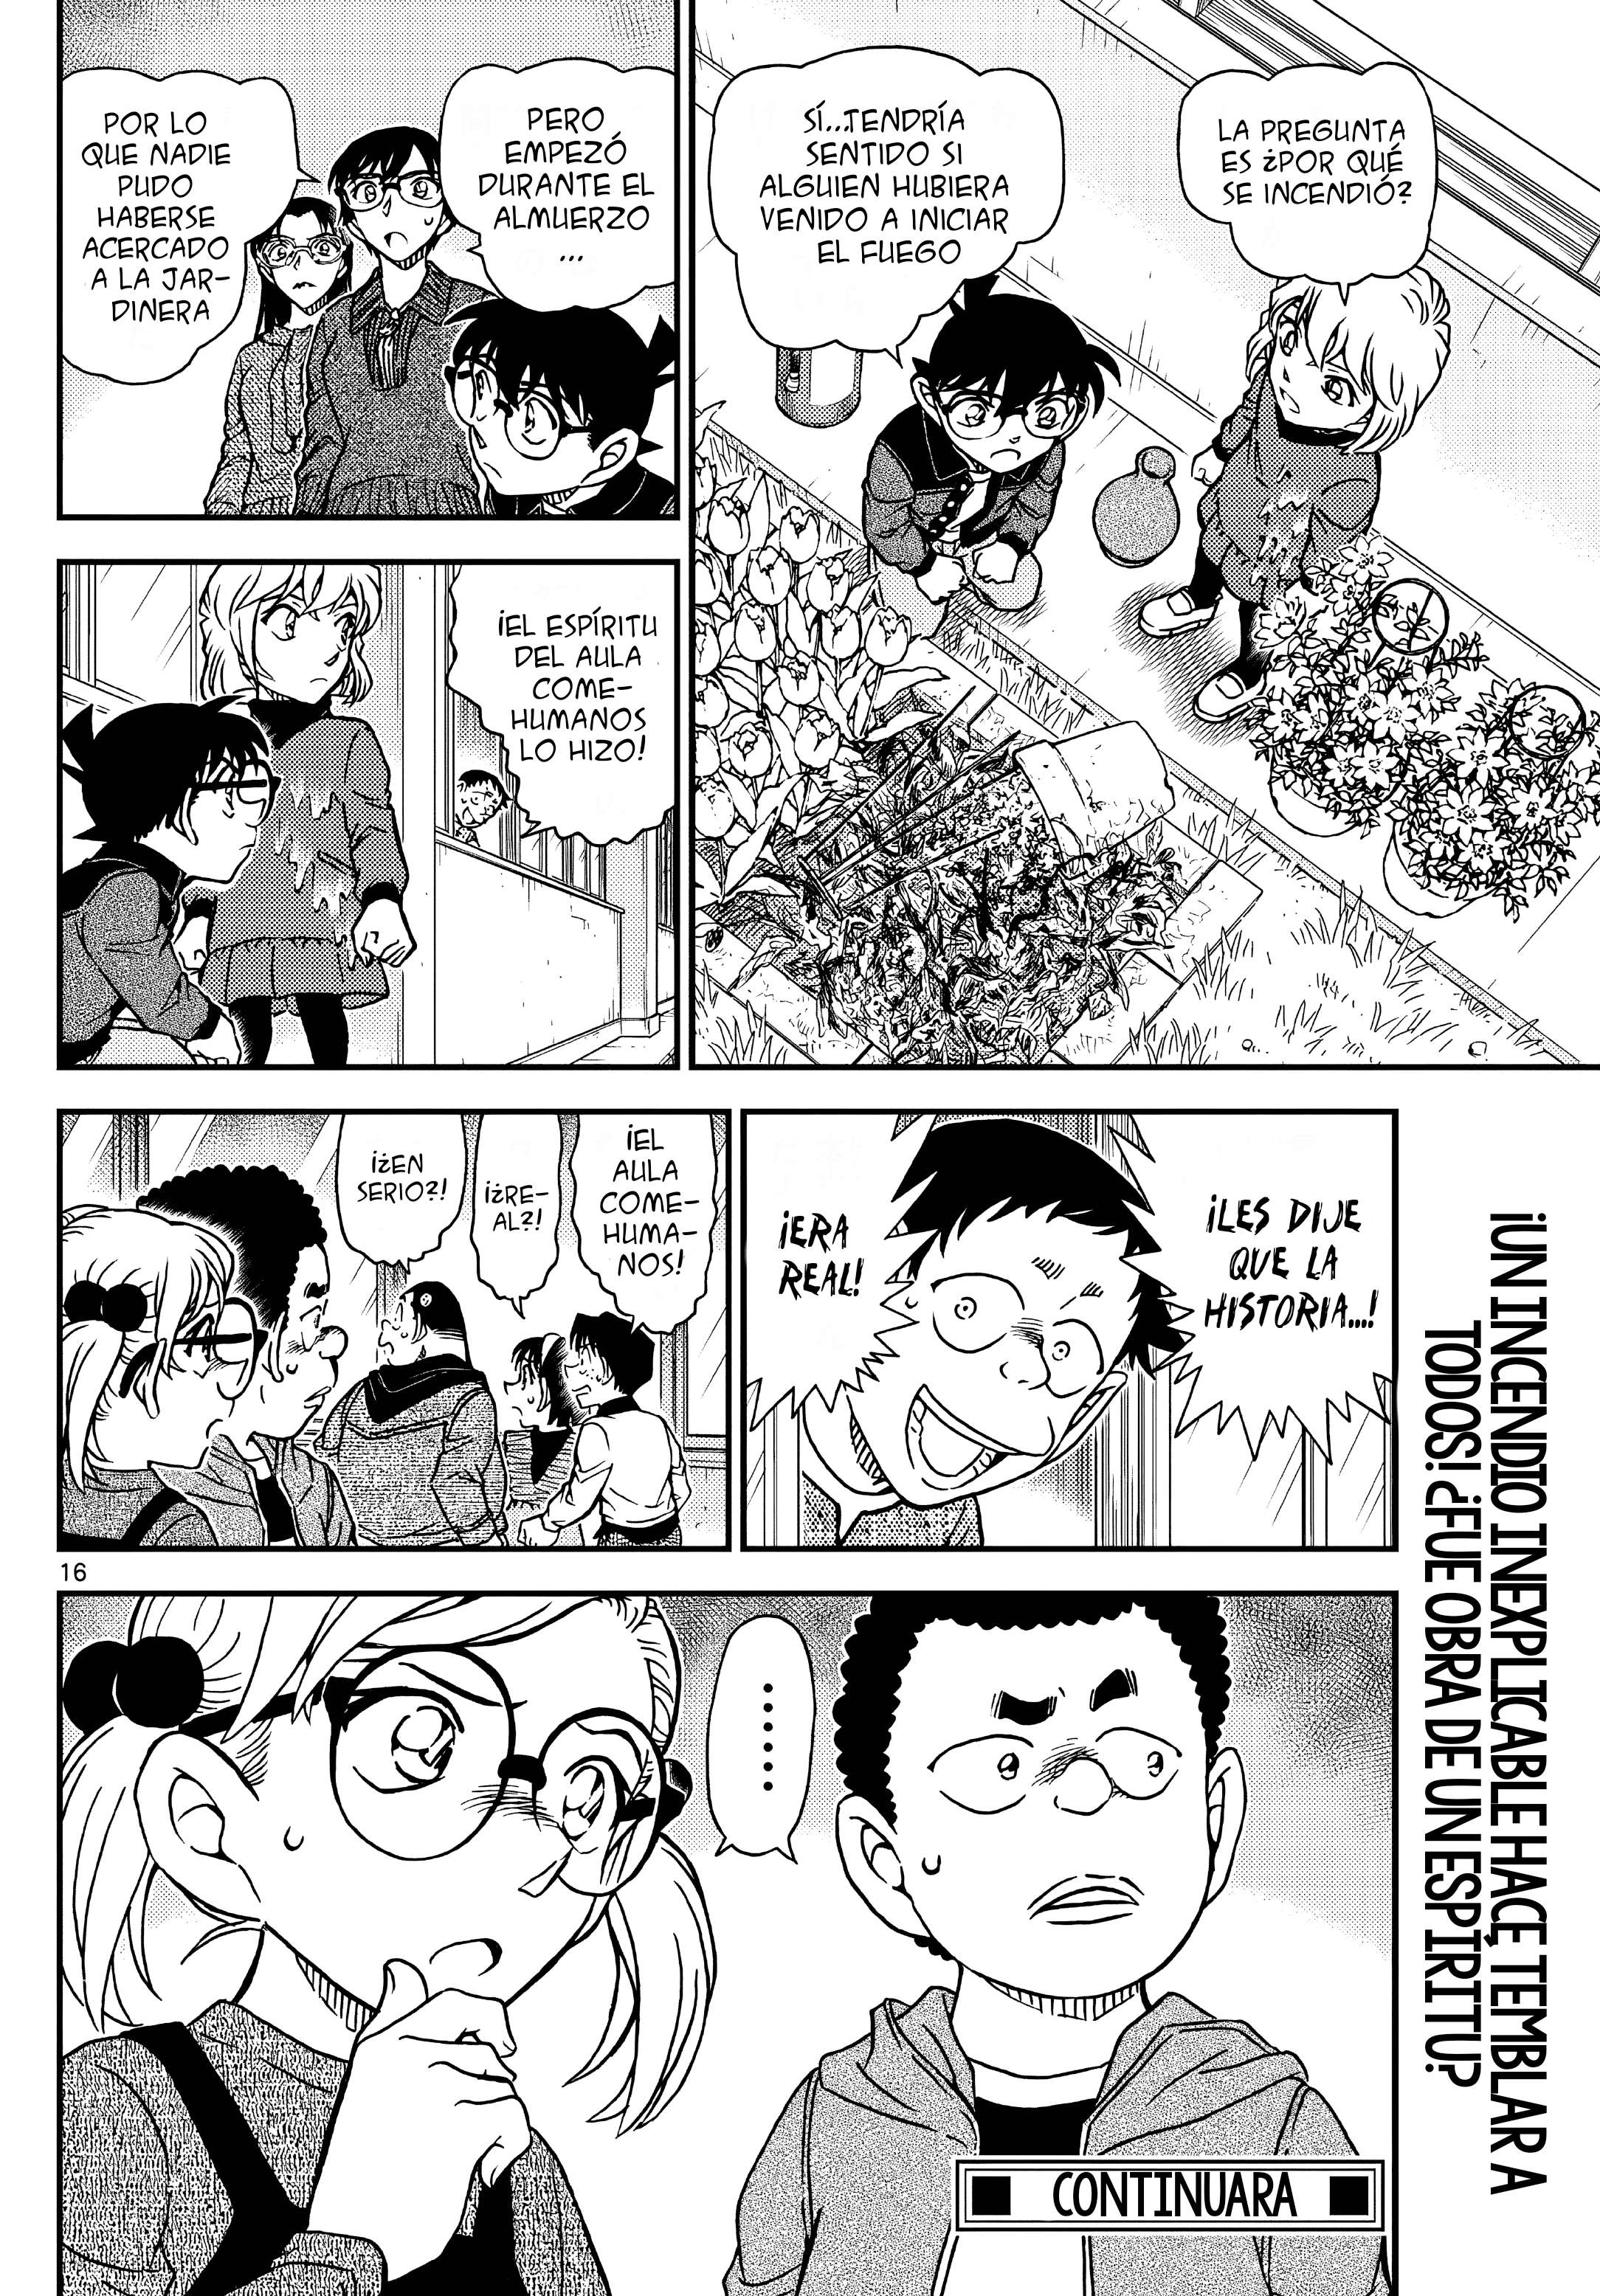 LA PREGUNTA
ES ¿POR QUÉ
SE INCENDIÓ?
SÍ...TENDRÍA
SENTIDO SI
ALGUIEN HUBIERA
VENIDO A INICIAR
EL FUEGO
PERO
EMPEZÓ
DURANTE EL
ALMUERZO
...
POR LO
QUE NADIE
PUDO
HABERSE
ACERCADO
A LA JAR-
DINERA
¡EL ESPÍRITU
DEL AULA
COME-
HUMANOS
LO HIZO!
¡LES DIJE
QUE LA
HISTORIA...!
¡ERA
REAL!
¡EL
AULA
COME-
HUMA-
NOS!
¡¿RE-
AL?!
¡¿EN
SERIO?!
16
......
¡UN INCENDIO INEXPLICABLE HAÇE TEMBLAR A
TODOS! ¿¡FUE OBRA DE UN ESPÍRITU?
CONTINUARA